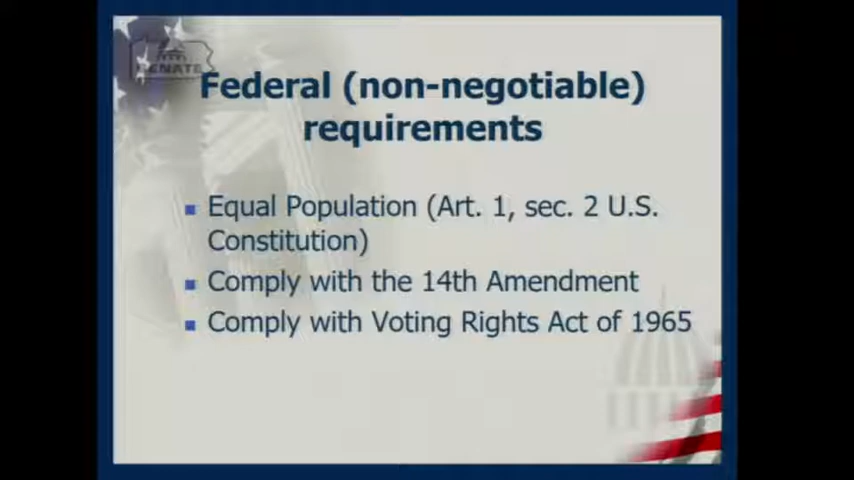 SENATE
Federal (non-negotiable)
requirements
Equal Population (Art. 1, sec. 2 U.S.
Constitution)
Comply with the 14th Amendment
Comply with Voting Rights Act of 1965